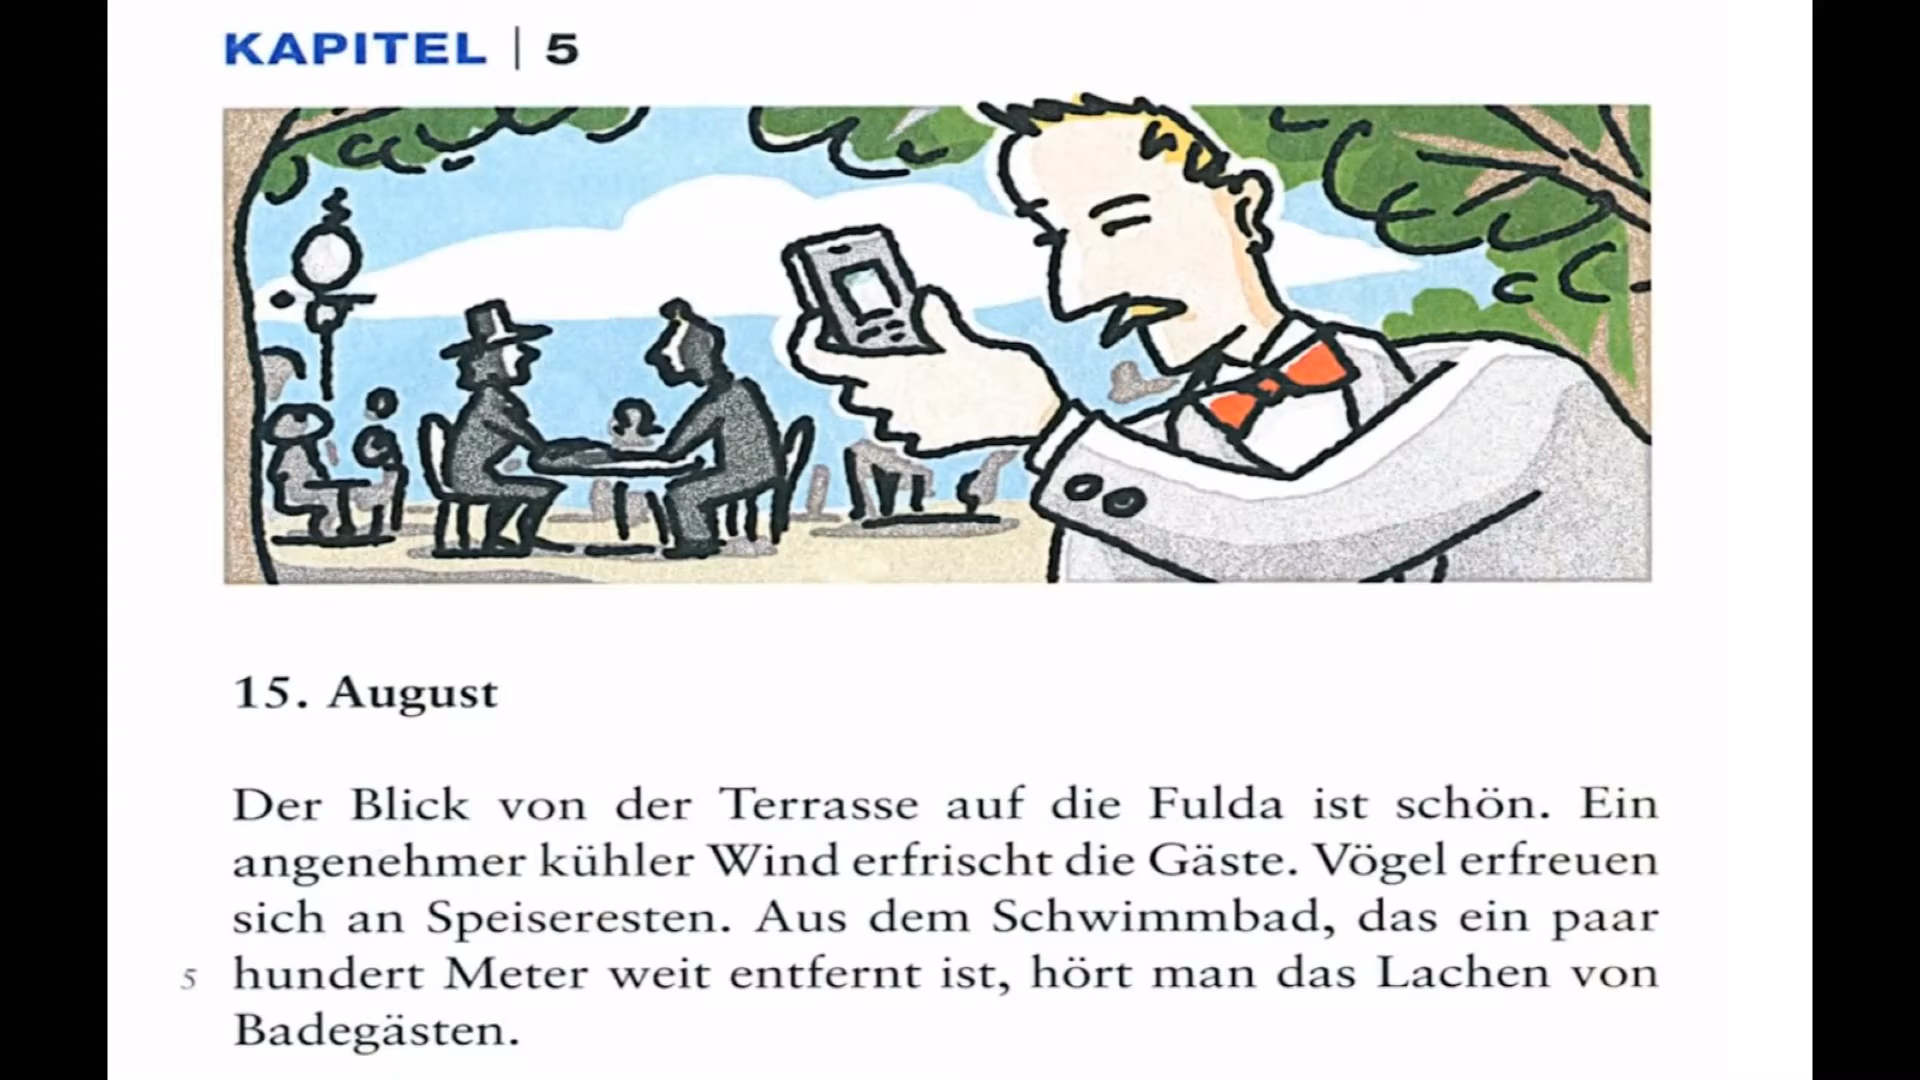 KAPITEL | 5
15. August
Der Blick von der Terrasse auf die Fulda ist schön. Ein
angenehmer kühler Wind erfrischt die Gäste. Vögel erfreuen
sich an Speiseresten. Aus dem Schwimmbad, das ein paar
5 hundert Meter weit entfernt ist, hört man das Lachen von
Badegästen.